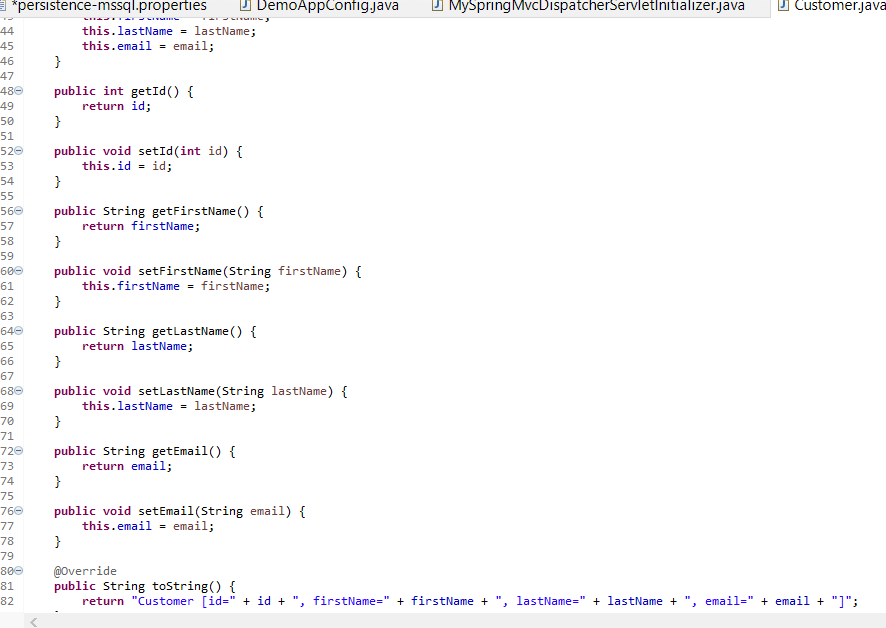 *persistence-mssql.properties DemoAppConfig.java MySpringMvcDispatcherServletInitializer.java Customer.java
43 this.firstName = firstName;
44 this.lastName = lastName;
45 this.email = email;
46 }
47
48 public int getId() {
49 return id;
50 }
51
52 public void setId(int id) {
53 this.id = id;
54 }
55
56 public String getFirstName() {
57 return firstName;
58 }
59
60 public void setFirstName(String firstName) {
61 this.firstName = firstName;
62 }
63
64 public String getLastName() {
65 return lastName;
66 }
67
68 public void setLastName(String lastName) {
69 this.lastName = lastName;
70 }
71
72 public String getEmail() {
73 return email;
74 }
75
76 public void setEmail(String email) {
77 this.email = email;
78 }
79
80 @Override
81 public String toString() {
82 return "Customer [id=" + id + ", firstName=" + firstName + ", lastName=" + lastName + ", email=" + email + "]";